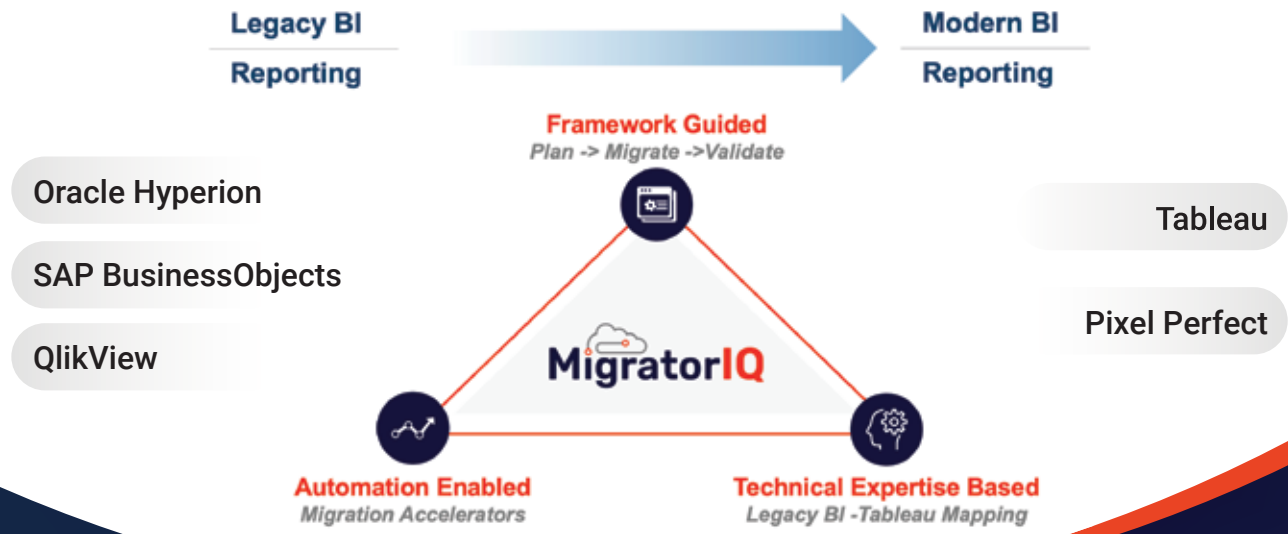 Legacy BI
Reporting
Modern BI
Reporting
Framework Guided
Plan -> Migrate ->Validate
Oracle Hyperion
SAP BusinessObjects
QlikView
Tableau
Pixel Perfect
MigratorIQ
Automation Enabled
Migration Accelerators
Technical Expertise Based
Legacy BI -Tableau Mapping